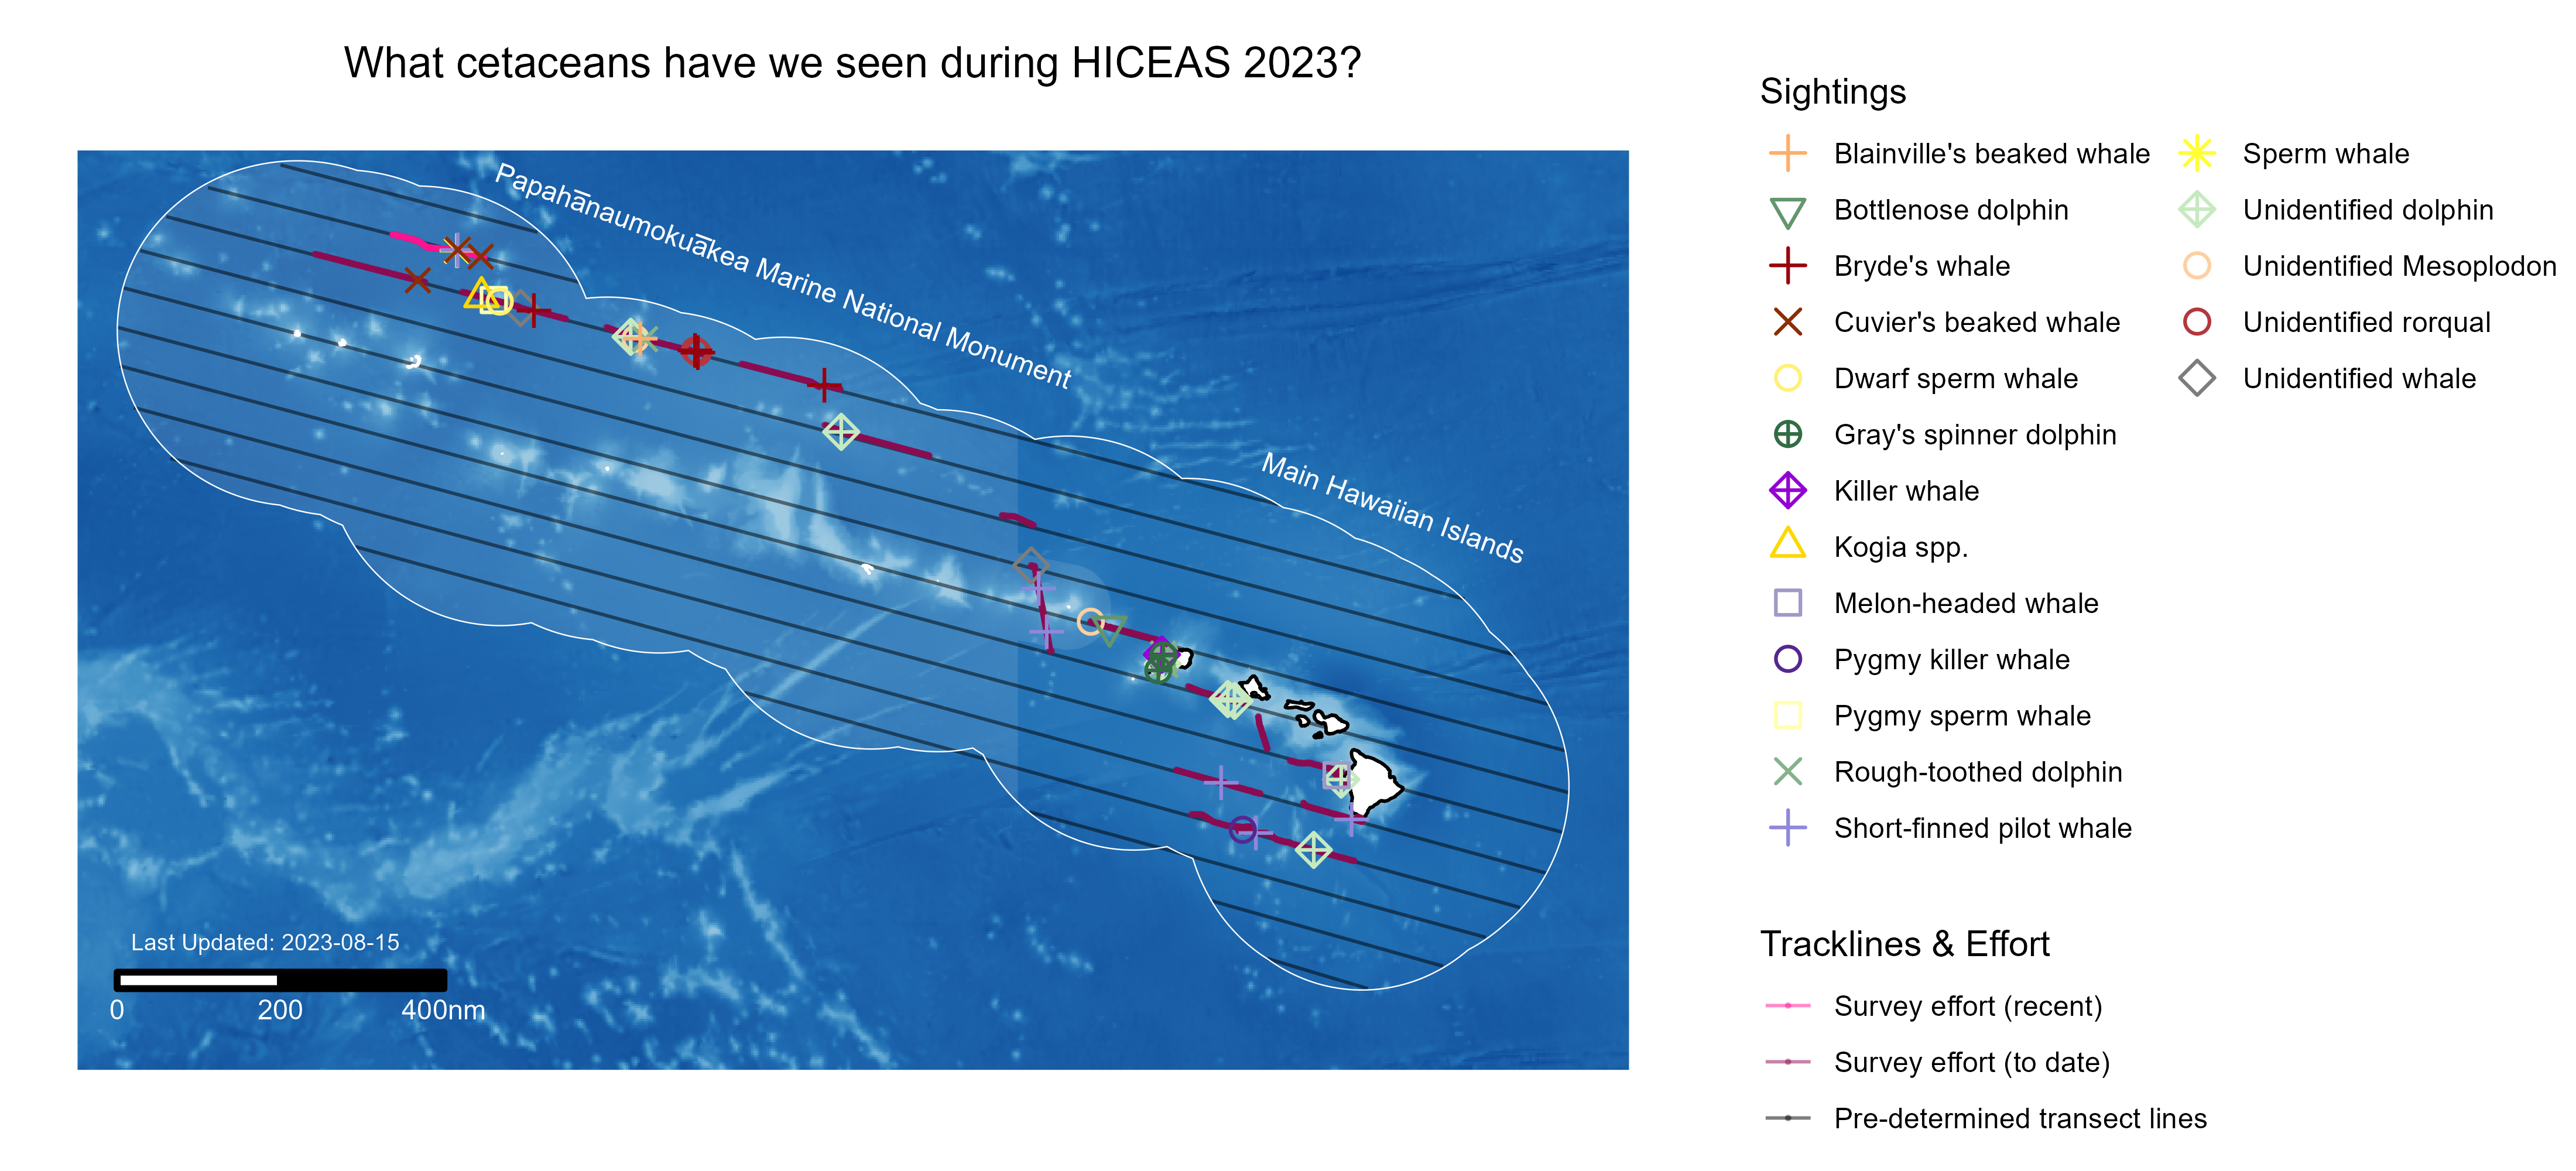 What cetaceans have we seen during HICEAS 2023?
Papahānaumokuākea Marine National Monument
Main Hawaiian Islands
Last Updated: 2023-08-15
0 200 400nm
Sightings
Blainville's beaked whale
Bottlenose dolphin
Bryde's whale
Cuvier's beaked whale
Dwarf sperm whale
Gray's spinner dolphin
Killer whale
Kogia spp.
Melon-headed whale
Pygmy killer whale
Pygmy sperm whale
Rough-toothed dolphin
Short-finned pilot whale
Sperm whale
Unidentified dolphin
Unidentified Mesoplodon
Unidentified rorqual
Unidentified whale
Tracklines & Effort
Survey effort (recent)
Survey effort (to date)
Pre-determined transect lines